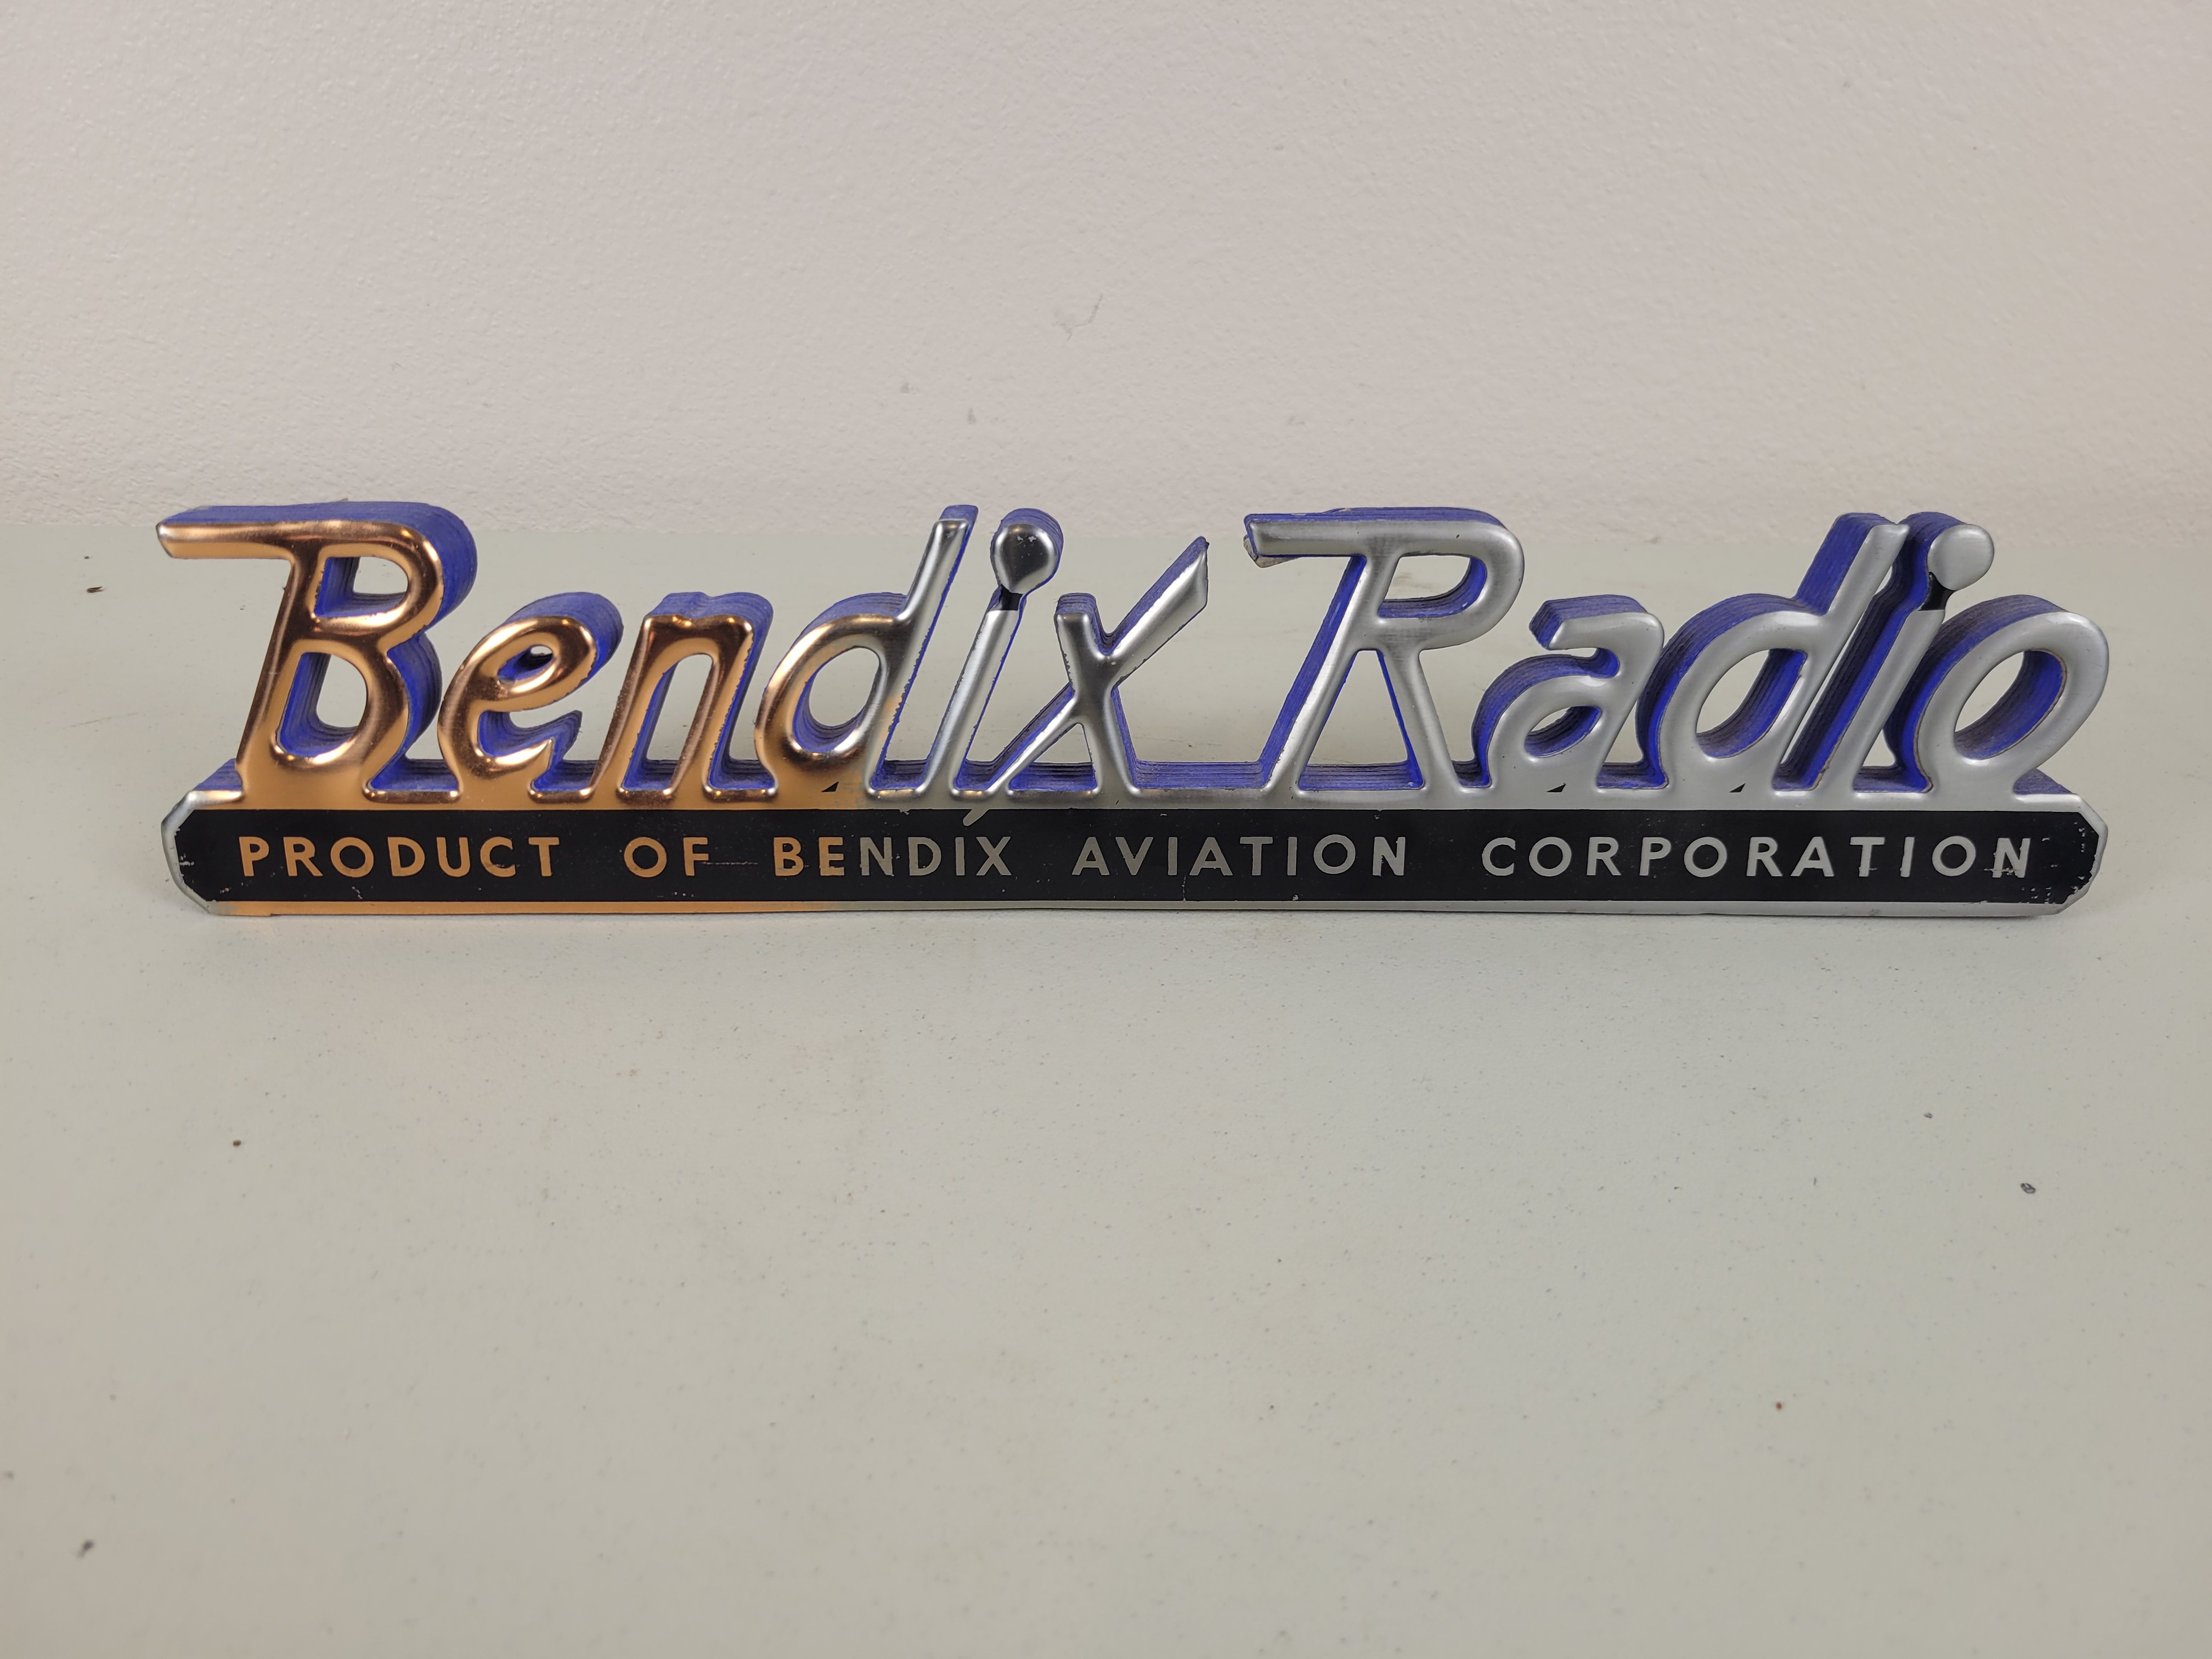 Bendix Radio
PRODUCT OF BENDIX AVIATION CORPORATION